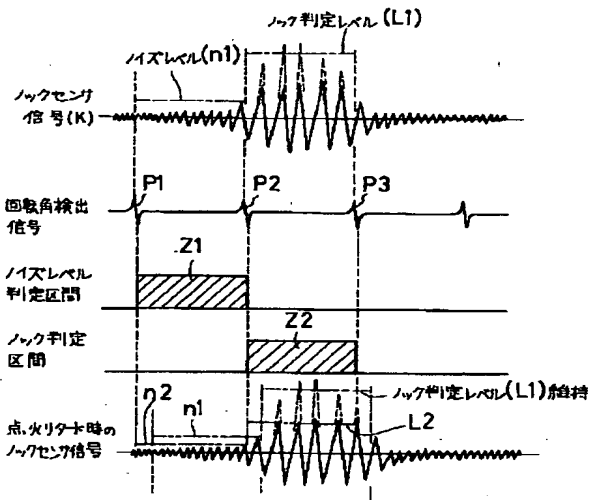 ノック判定レベル(L1)
ノイズレベル(n1)
ノックセンサ
信号(K)
P1
P2
P3
回転角検出
信号
Z1
ノイズレベル
判定区間
Z2
ノック判定
区間
n2
n1
ノック判定レベル(L1)維持
L2
点火リタード時の
ノックセンサ信号